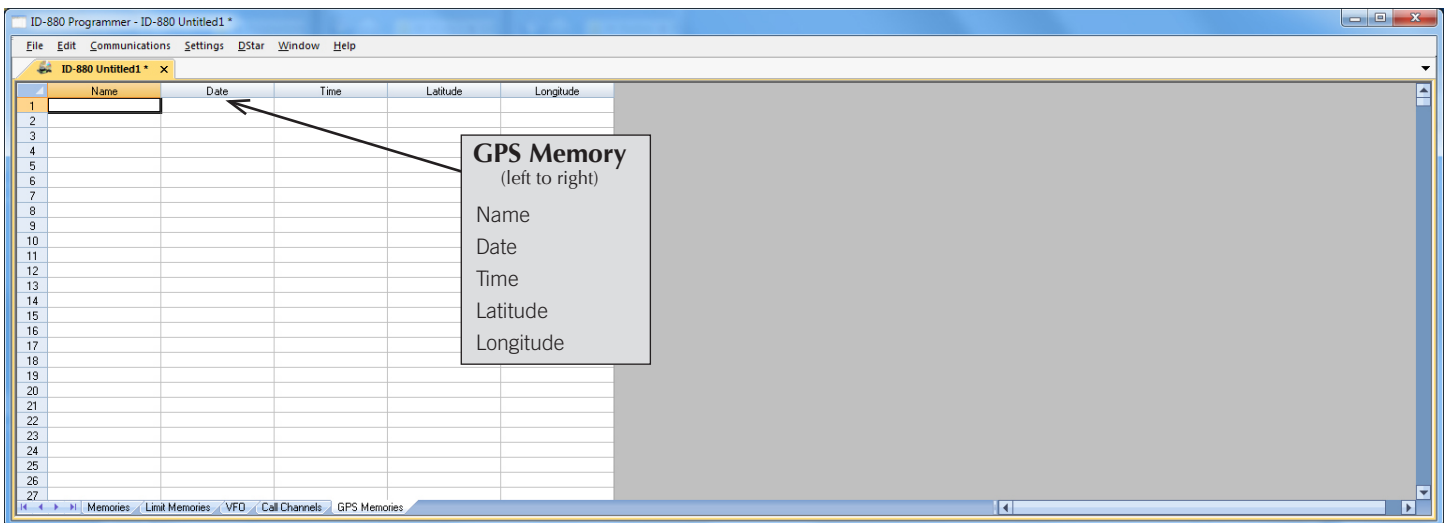 ID-880 Programmer - ID-880 Untitled1 *
File Edit Communications Settings DStar Window Help
ID-880 Untitled1 *
Name Date Time Latitude Longitude
1
2
3
4
5
6
7
8
9
10
11
12
13
14
15
16
17
18
19
20
21
22
23
24
25
26
27
GPS Memory
(left to right)
Name
Date
Time
Latitude
Longitude
Memories Limit Memories VFO Call Channels GPS Memories